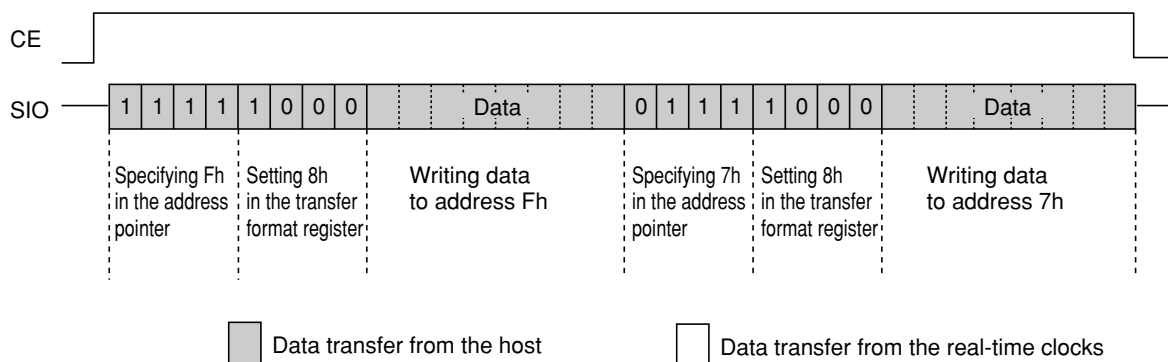 CE
SIO
1 1 1 1 1 0 0 0 Data 0 1 1 1 1 0 0 0 Data
Specifying Fh
in the address
pointer
Setting 8h
in the transfer
format register
Writing data
to address Fh
Specifying 7h
in the address
pointer
Setting 8h
in the transfer
format register
Writing data
to address 7h
Data transfer from the host
Data transfer from the real-time clocks